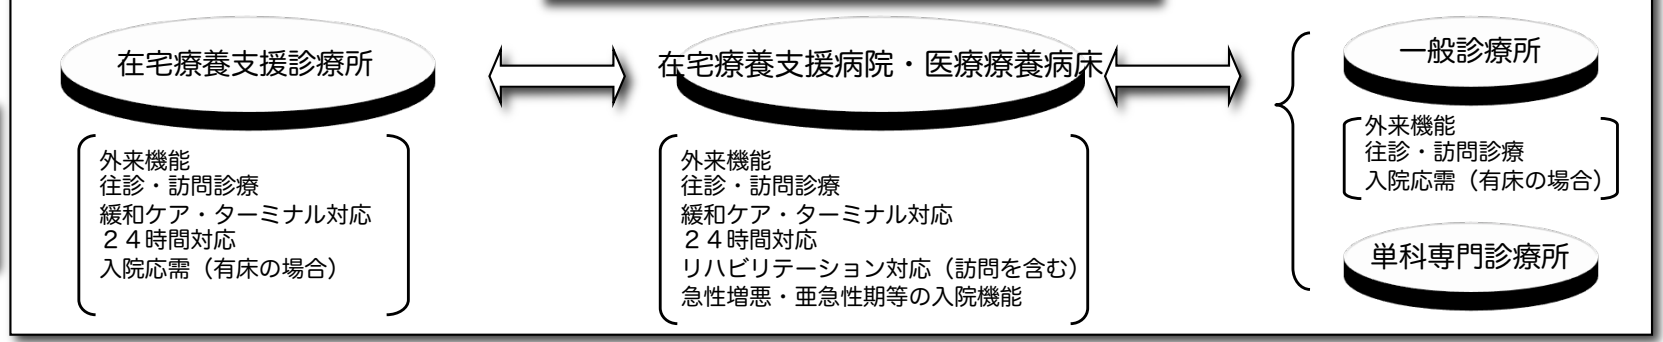 在宅療養支援診療所
外来機能
往診・訪問診療
緩和ケア・ターミナル対応
２４時間対応
入院応需（有床の場合）
在宅療養支援病院・医療療養病床
外来機能
往診・訪問診療
緩和ケア・ターミナル対応
２４時間対応
リハビリテーション対応（訪問を含む）
急性増悪・亜急性期等の入院機能
一般診療所
外来機能
往診・訪問診療
入院応需（有床の場合）
単科専門診療所